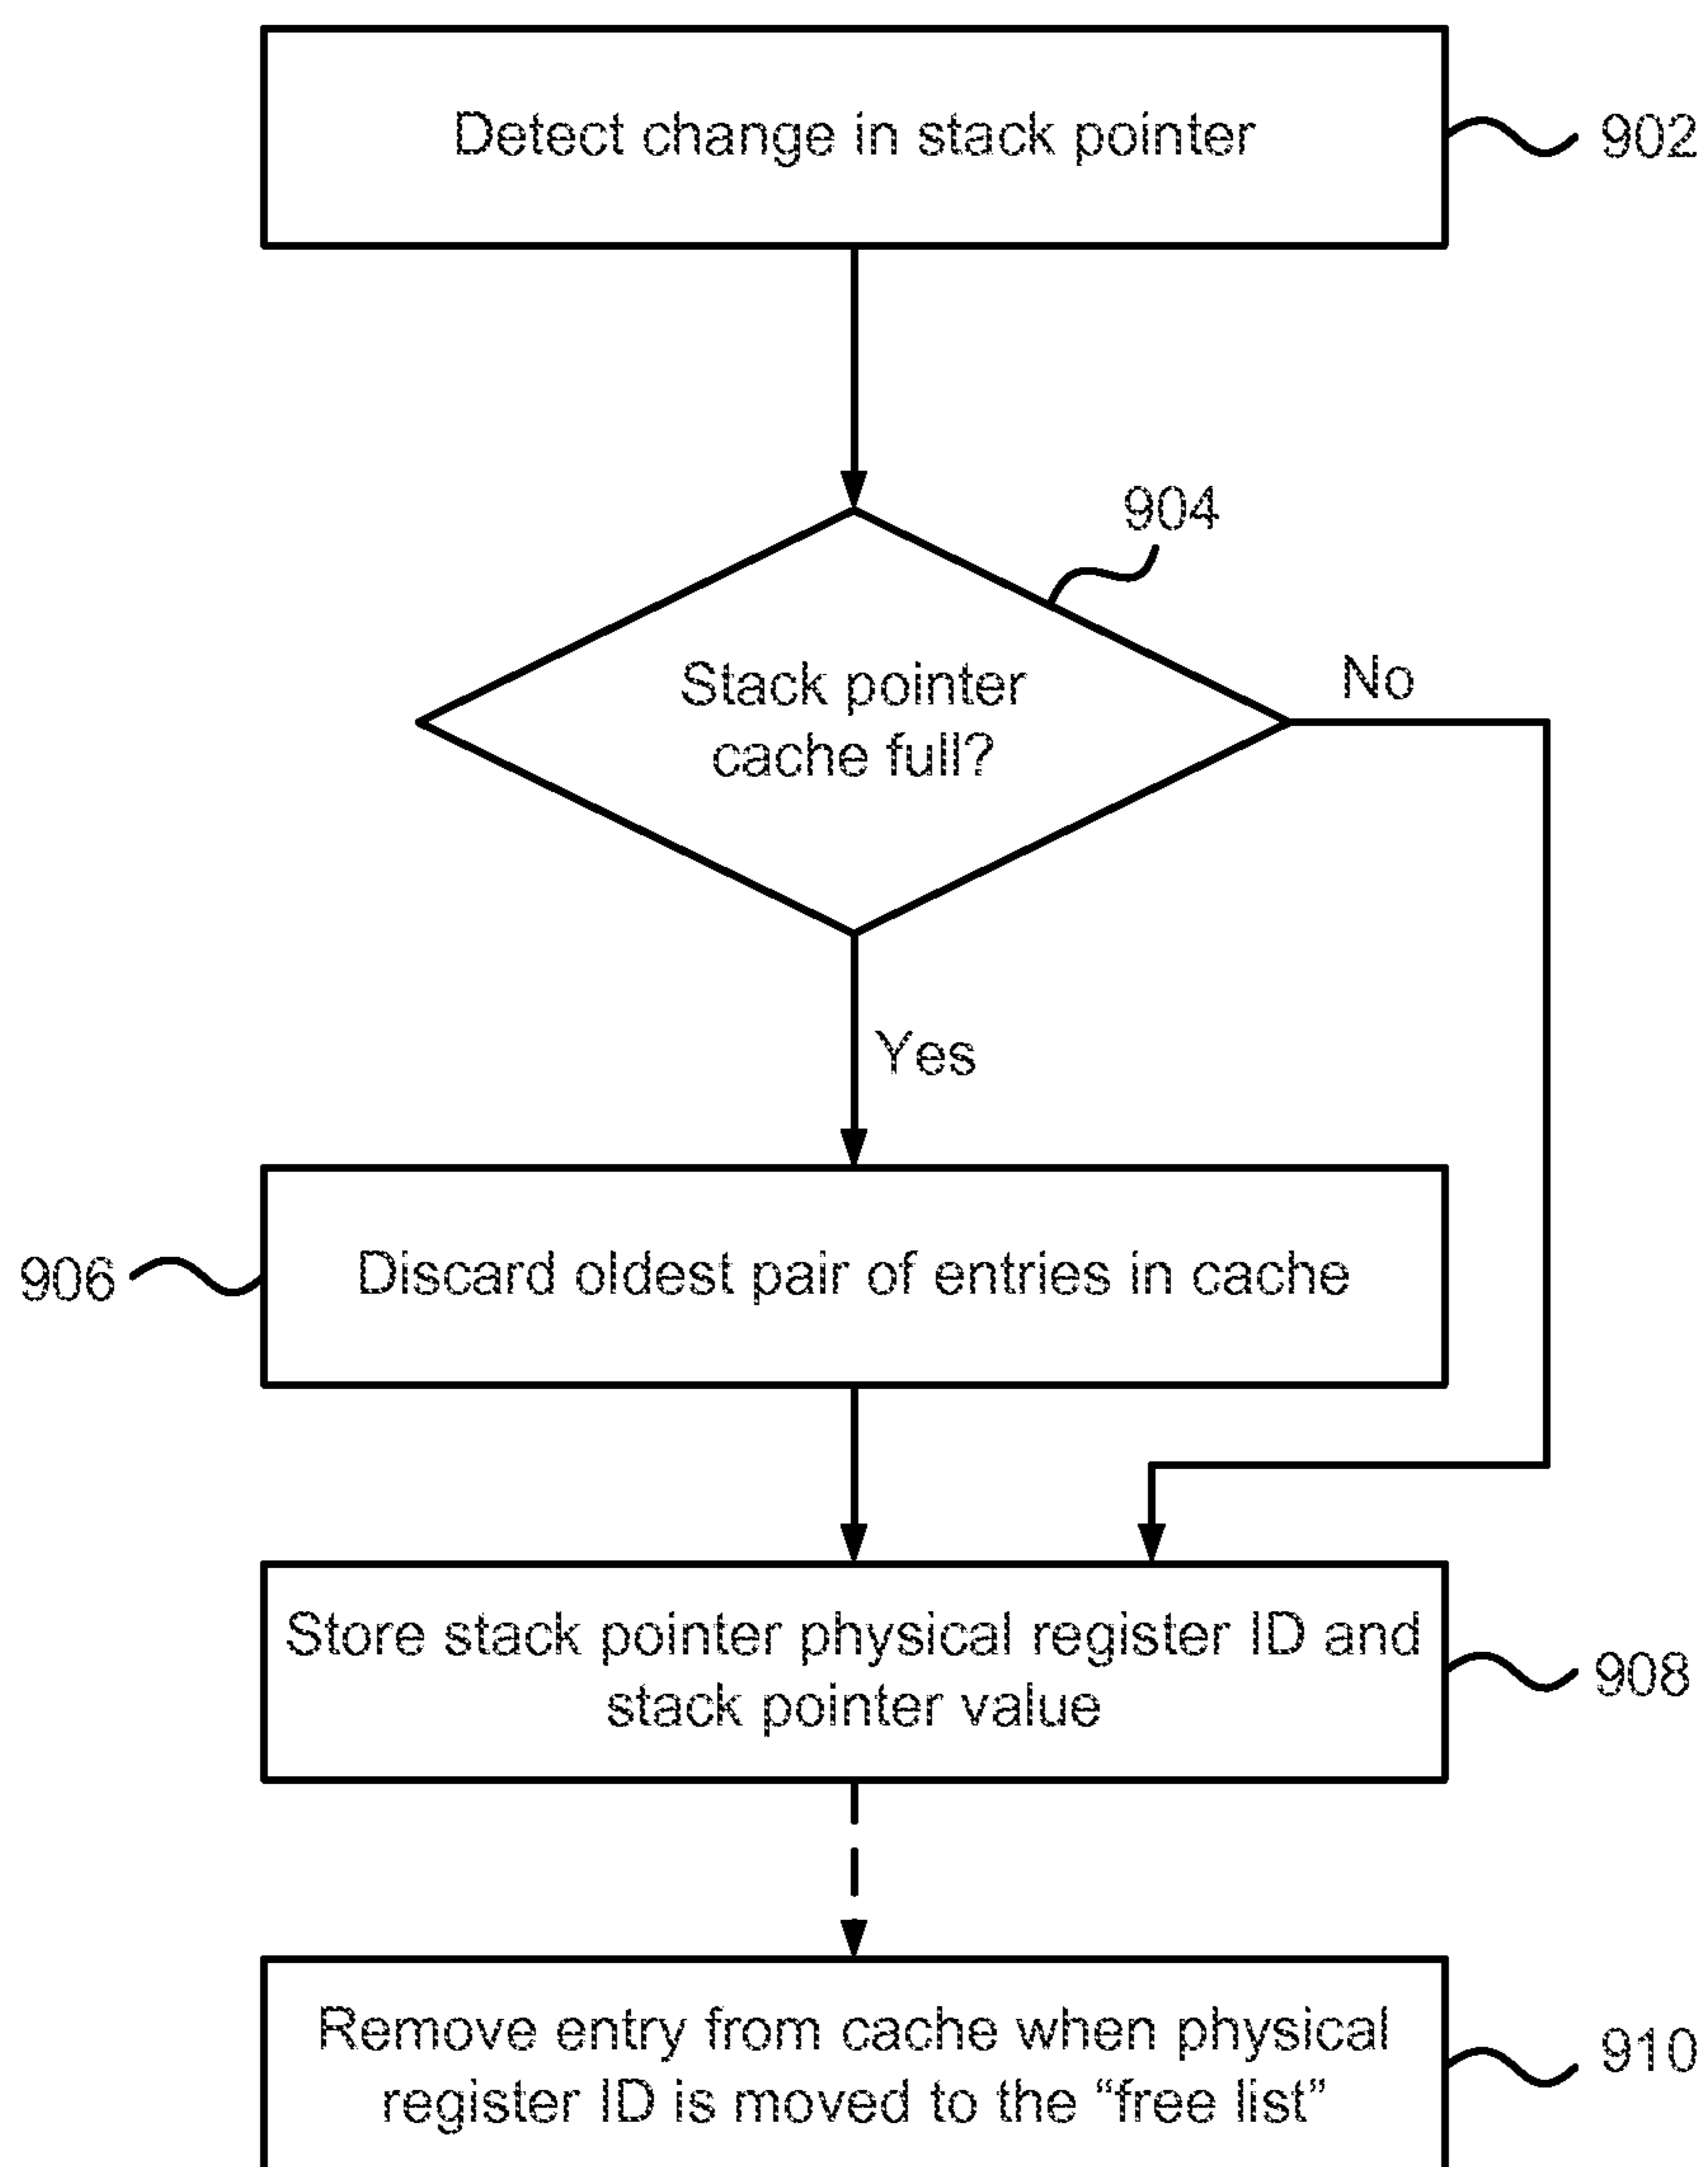 Detect change in stack pointer
902
904
Stack pointer
cache full?
No
Yes
906
Discard oldest pair of entries in cache
Store stack pointer physical register ID and
stack pointer value
908
Remove entry from cache when physical
register ID is moved to the “free list”
910